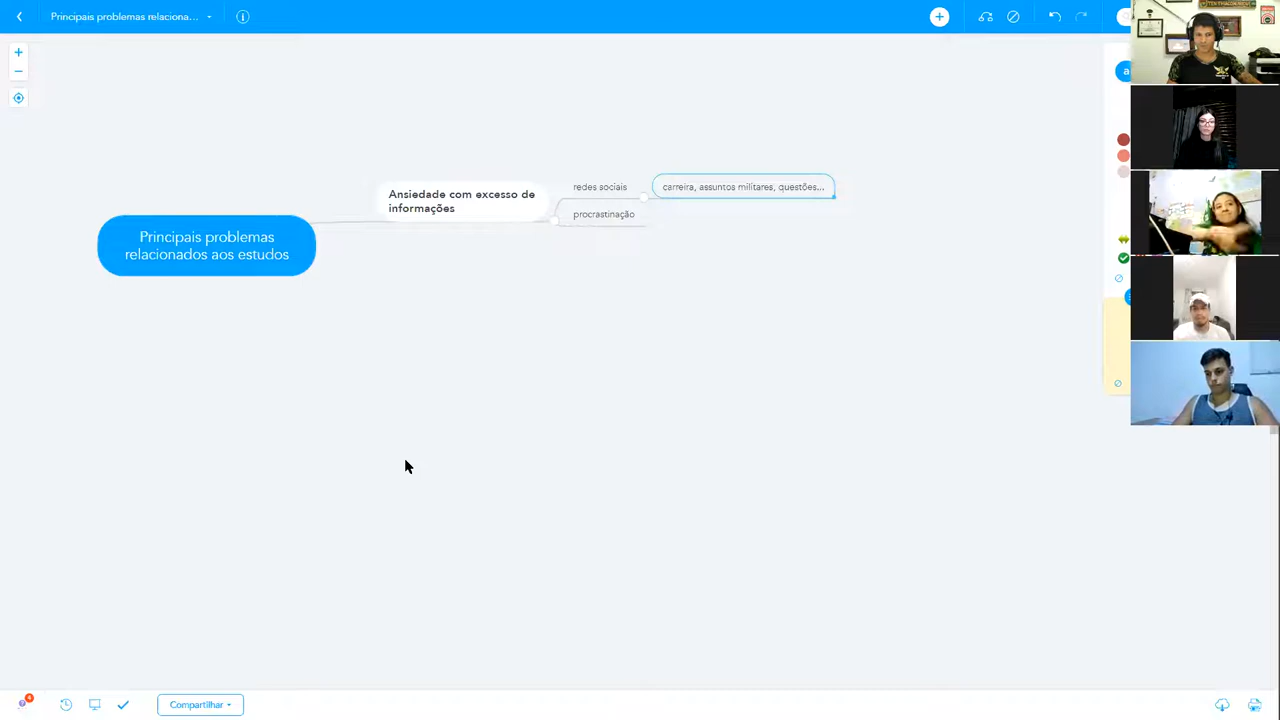 Principais problemas relaciona...
Principais problemas
relacionados aos estudos
Ansiedade com excesso de
informações
redes sociais
procrastinação
carreira, assuntos militares, questões...
a
4
Compartilhar